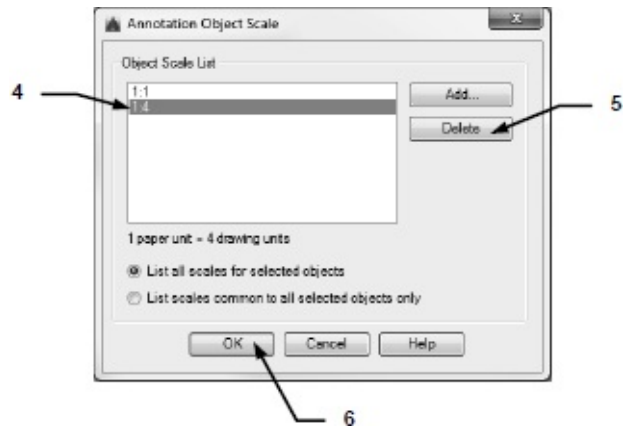 Annotation Object Scale
x
Object Scale List
4
1:1
1:4
Add...
5
Delete
1 paper unit = 4 drawing units
List all scales for selected objects
List scales common to all selected objects only
OK
Cancel
Help
6